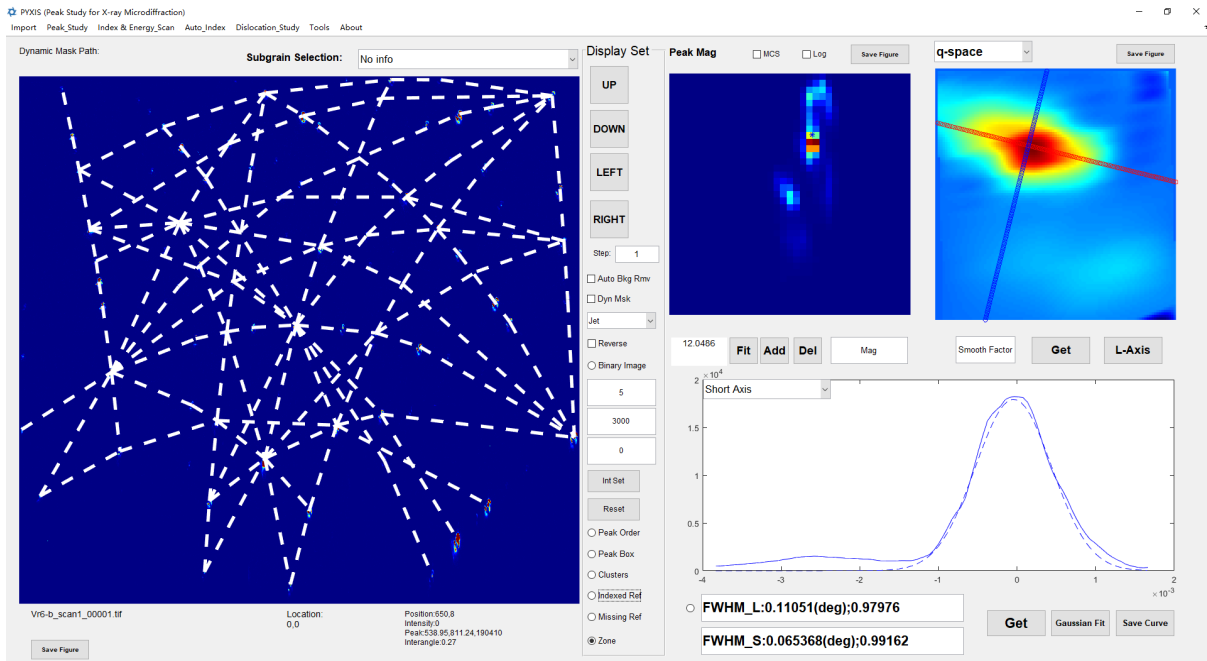 PYXIS (Peak Study for X-ray Microdiffraction)
Import Peak_Study Index & Energy_Scan Auto_Index Dislocation_Study Tools About
Dynamic Mask Path:
Subgrain Selection: No info
Display Set
UP
DOWN
LEFT
RIGHT
Step: 1
Auto Bkg Rmv
Dyn Msk
Jet
Reverse
Binary Image
5
3000
0
Int Set
Reset
Peak Order
Peak Box
Clusters
Indexed Ref
Missing Ref
Zone
Peak Mag MCS Log Save Figure
q-space Save Figure
12.0486 Fit Add Del Mag
Smooth Factor Get L-Axis
× 10^4
Short Axis
2
1.5
1
0.5
0
-4 -3 -2 -1 0 1 2
× 10^-3
FWHM_L:0.11051(deg);0.97976
FWHM_S:0.065368(deg);0.99162
Get Gaussian Fit Save Curve
Vr6-b_scan1_00001.tif
Save Figure
Location:
0,0
Position:650,8
Intensity:0
Peak:538.95,811.24,190410
Interangle:0.27